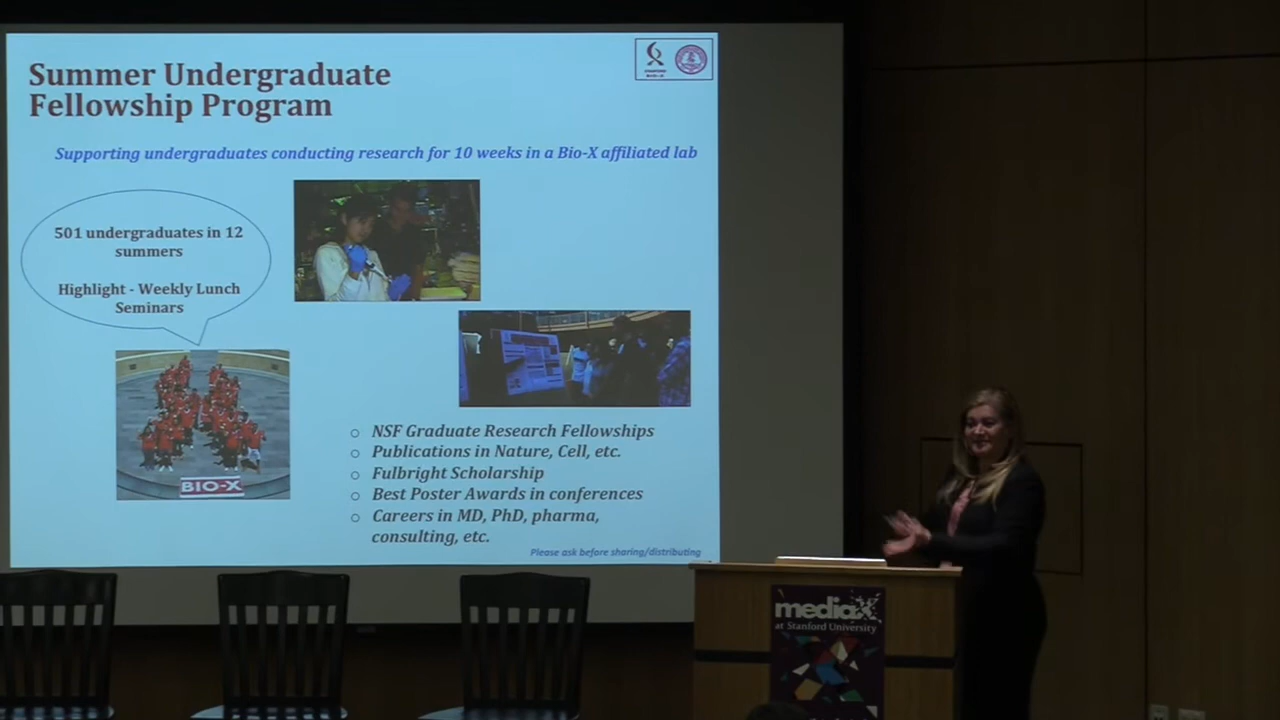 Summer Undergraduate
Fellowship Program
Supporting undergraduates conducting research for 10 weeks in a Bio-X affiliated lab
501 undergraduates in 12
summers
Highlight - Weekly Lunch
Seminars
BIO-X
NSF Graduate Research Fellowships
Publications in Nature, Cell, etc.
Fulbright Scholarship
Best Poster Awards in conferences
Careers in MD, PhD, pharma,
consulting, etc.
Please ask before sharing/distributing
mediaX
at Stanford University